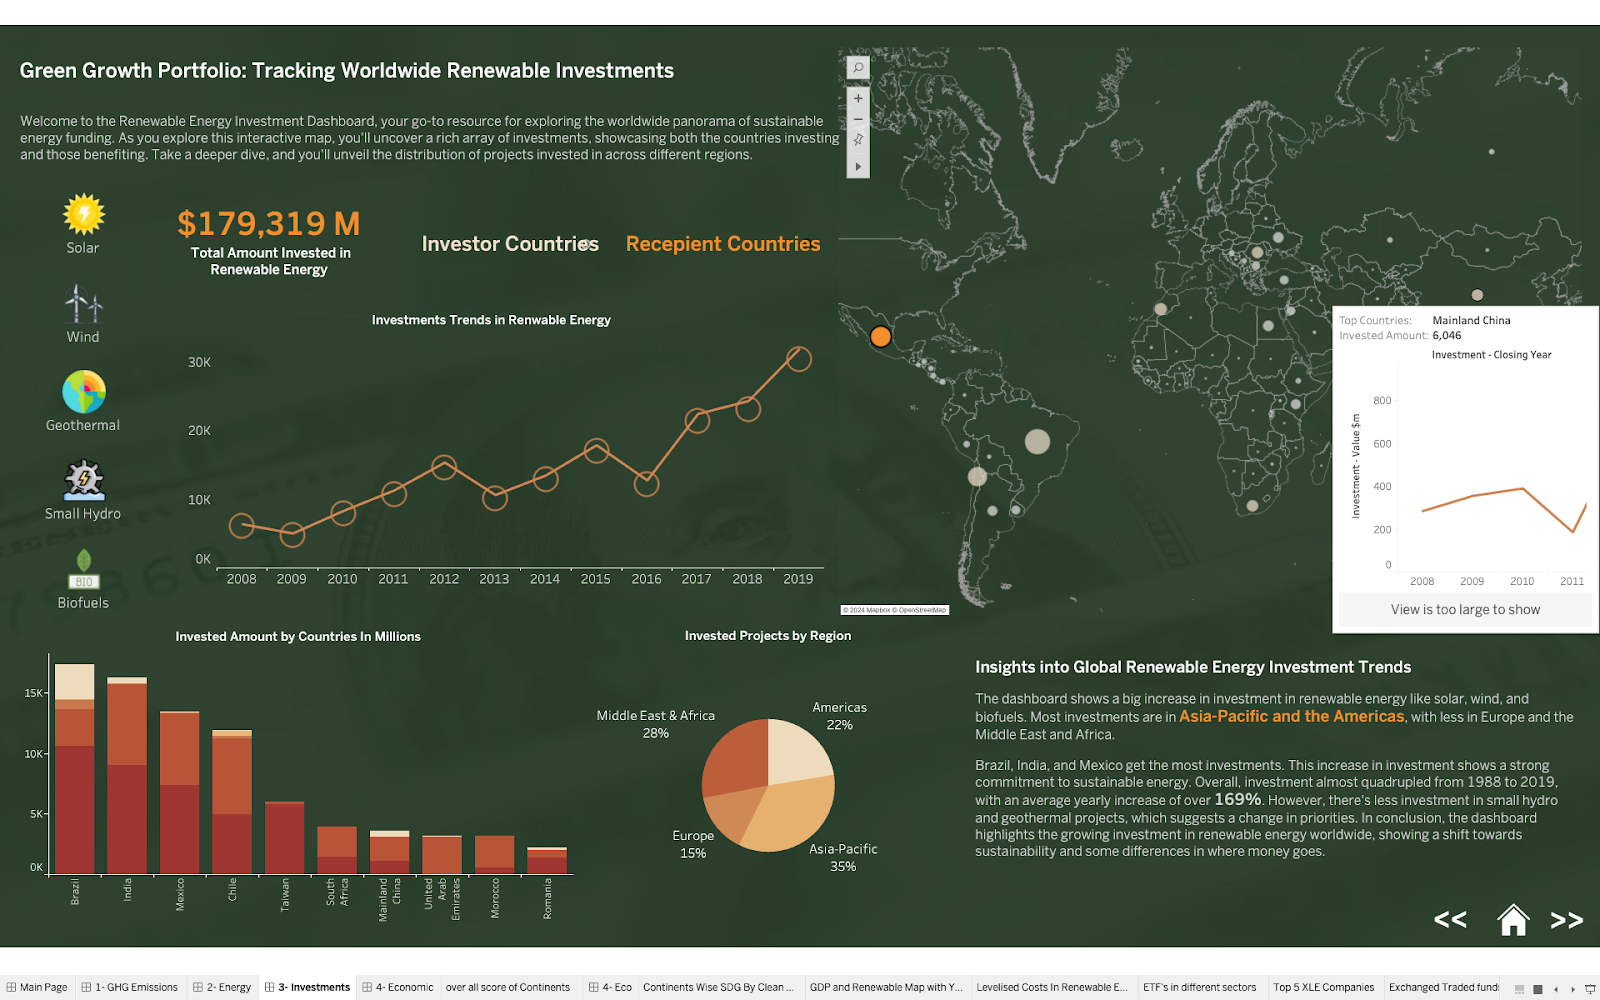 Green Growth Portfolio: Tracking Worldwide Renewable Investments
Welcome to the Renewable Energy Investment Dashboard, your go-to resource for exploring the worldwide panorama of sustainable
energy funding. As you explore this interactive map, you'll uncover a rich array of investments, showcasing both the countries investing
and those benefiting. Take a deeper dive, and you'll unveil the distribution of projects invested in across different regions.
Solar
Wind
Geothermal
Small Hydro
BIO
Biofuels
$179,319 M
Total Amount Invested in
Renewable Energy
Investor Countries
Recepient Countries
Investments Trends in Renwable Energy
30K
20K
10K
0K
2008 2009 2010 2011 2012 2013 2014 2015 2016 2017 2018 2019
© 2024 Mapbox © OpenStreetMap
Top Countries: Mainland China
Invested Amount: 6,046
Investment - Closing Year
Investment - Value $m
800
600
400
200
0
2008 2009 2010 2011
View is too large to show
Invested Amount by Countries In Millions
15K
10K
5K
0K
Brazil
India
Mexico
Chile
Taiwan
South
Africa
Mainland
China
United
Arab
Emirates
Morocco
Romania
Invested Projects by Region
Middle East & Africa
28%
Americas
22%
Europe
15%
Asia-Pacific
35%
Insights into Global Renewable Energy Investment Trends
The dashboard shows a big increase in investment in renewable energy like solar, wind, and
biofuels. Most investments are in Asia-Pacific and the Americas, with less in Europe and the
Middle East and Africa.
Brazil, India, and Mexico get the most investments. This increase in investment shows a strong
commitment to sustainable energy. Overall, investment almost quadrupled from 1988 to 2019,
with an average yearly increase of over 169%. However, there's less investment in small hydro
and geothermal projects, which suggests a change in priorities. In conclusion, the dashboard
highlights the growing investment in renewable energy worldwide, showing a shift towards
sustainability and some differences in where money goes.
<< >>
Main Page 1- GHG Emissions 2- Energy 3- Investments 4- Economic over all score of Continents 4- Eco Continents Wise SDG By Clean ... GDP and Renewable Map with Y... Levelised Costs In Renewable E... ETF's in different sectors Top 5 XLE Companies Exchanged Traded funds